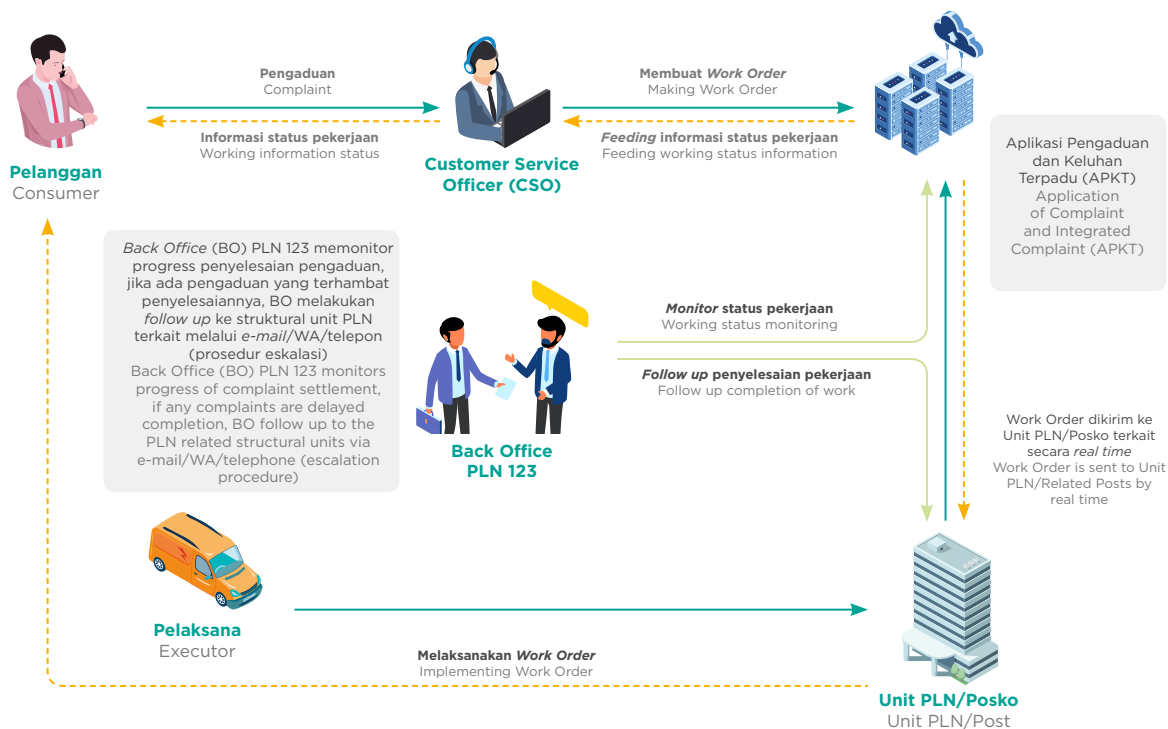 Pengaduan
Complaint
Informasi status pekerjaan
Working information status
Membuat Work Order
Making Work Order
Feeding informasi status pekerjaan
Feeding working status information
Pelanggan
Consumer
Customer Service
Officer (CSO)
Aplikasi Pengaduan
dan Keluhan
Terpadu (APKT)
Application
of Complaint
and Integrated
Complaint (APKT)
Back Office (BO) PLN 123 memonitor
progress penyelesaian pengaduan,
jika ada pengaduan yang terhambat
penyelesaiannya, BO melakukan
follow up ke struktural unit PLN
terkait melalui e-mail/WA/telepon
(prosedur eskalasi)
Back Office (BO) PLN 123 monitors
progress of complaint settlement,
if any complaints are delayed
completion, BO follow up to the
PLN related structural units via
e-mail/WA/telephone (escalation
procedure)
Back Office
PLN 123
Monitor status pekerjaan
Working status monitoring
Follow up penyelesaian pekerjaan
Follow up completion of work
Work Order dikirim ke
Unit PLN/Posko terkait
secara real time
Work Order is sent to Unit
PLN/Related Posts by
real time
Pelaksana
Executor
Melaksanakan Work Order
Implementing Work Order
Unit PLN/Posko
Unit PLN/Post